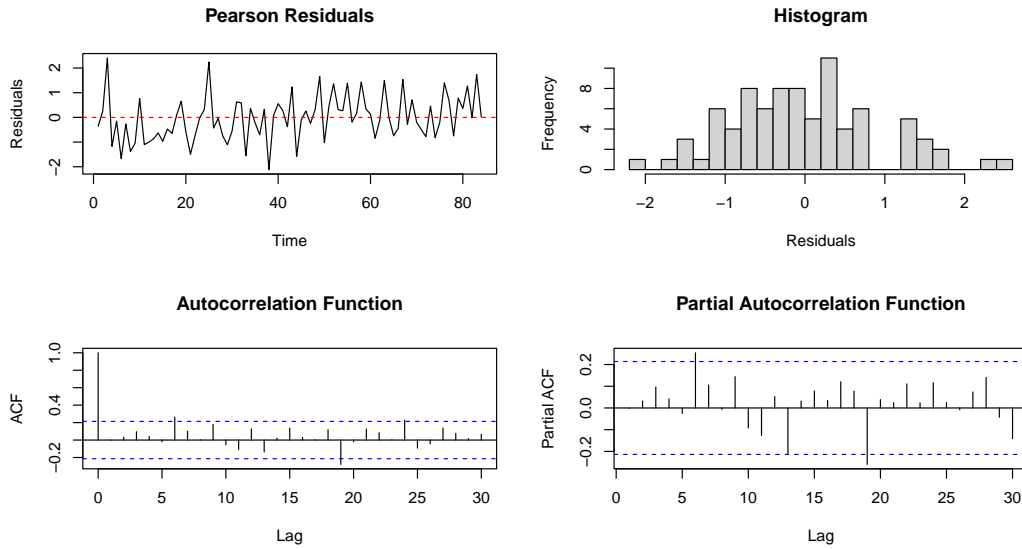 Pearson Residuals
Residuals
2
1
0
−2
0 20 40 60 80
Time
Histogram
Frequency
8
4
0
−2 −1 0 1 2
Residuals
Autocorrelation Function
ACF
1.0
0.4
−0.2
0 5 10 15 20 25 30
Lag
Partial Autocorrelation Function
Partial ACF
0.2
0.0
−0.2
0 5 10 15 20 25 30
Lag